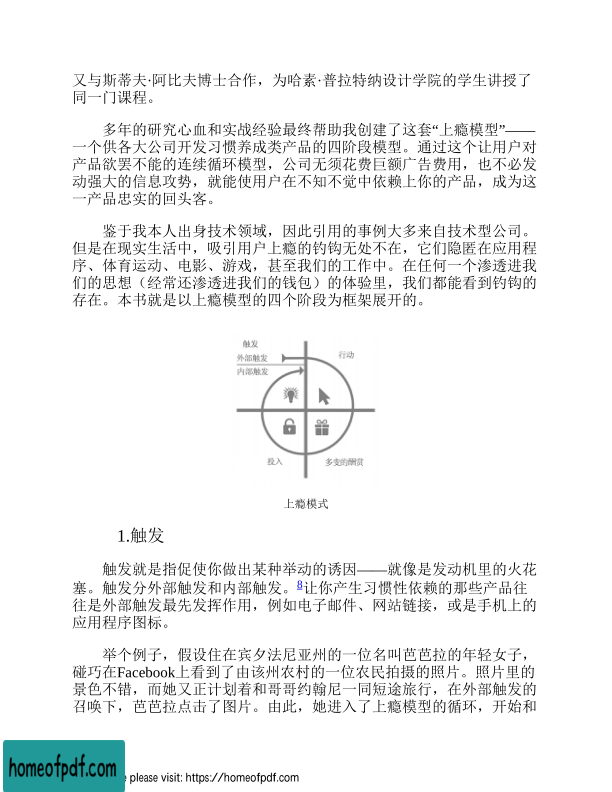 又与斯蒂夫·阿比夫博士合作，为哈素·普拉特纳设计学院的学生讲授了
同一门课程。
多年的研究心血和实战经验最终帮助我创建了这套“上瘾模型”——
一个供各大公司开发习惯养成类产品的四阶段模型。通过这个让用户对
产品欲罢不能的连续循环模型，公司无须花费巨额广告费用，也不必发
动强大的信息攻势，就能使用户在不知不觉中依赖上你的产品，成为这
一产品忠实的回头客。
鉴于我本人出身技术领域，因此引用的事例大多来自技术型公司。
但是在现实生活中，吸引用户上瘾的钓钩无处不在，它们隐匿在应用程
序、体育运动、电影、游戏，甚至我们的工作中。在任何一个渗透进我
们的思想（经常还渗透进我们的钱包）的体验里，我们都能看到钓钩的
存在。本书就是以上瘾模型的四个阶段为框架展开的。
触发
外部触发
内部触发
行动
投入
多变的酬赏
上瘾模式
1.触发
触发就是指促使你做出某种举动的诱因——就像是发动机里的火花
塞。触发分外部触发和内部触发。8让你产生习惯性依赖的那些产品往
往是外部触发最先发挥作用，例如电子邮件、网站链接，或是手机上的
应用程序图标。
举个例子，假设住在宾夕法尼亚州的一位名叫芭芭拉的年轻女子，
碰巧在Facebook上看到了由该州农村的一位农民拍摄的照片。照片里的
景色不错，而她又正计划着和哥哥约翰尼一同短途旅行，在外部触发的
召唤下，芭芭拉点击了图片。由此，她进入了上瘾模型的循环，开始和
homeofpdf.com
e please visit: https://homeofpdf.com